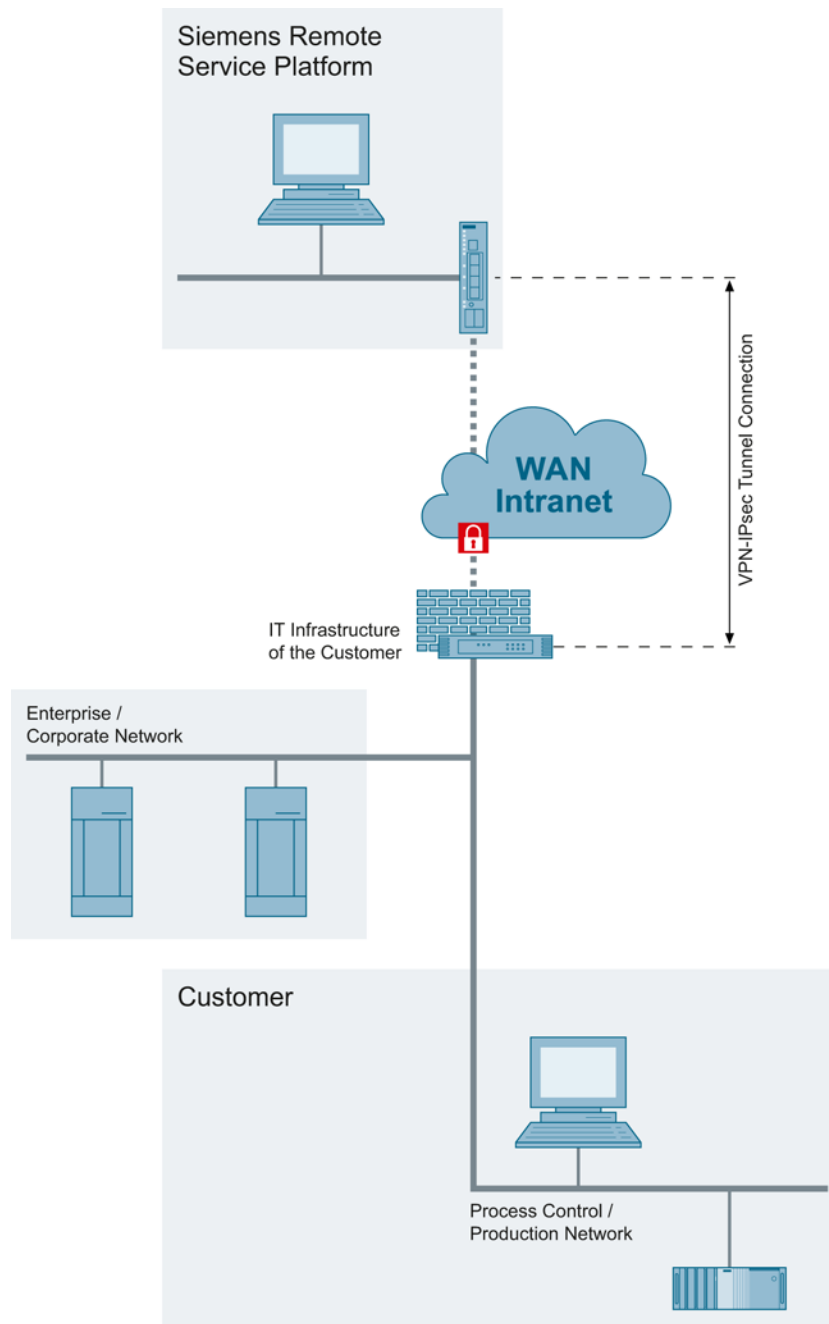 Siemens Remote
Service Platform
WAN
Intranet
VPN-IPsec Tunnel Connection
IT Infrastructure
of the Customer
Enterprise /
Corporate Network
Customer
Process Control /
Production Network